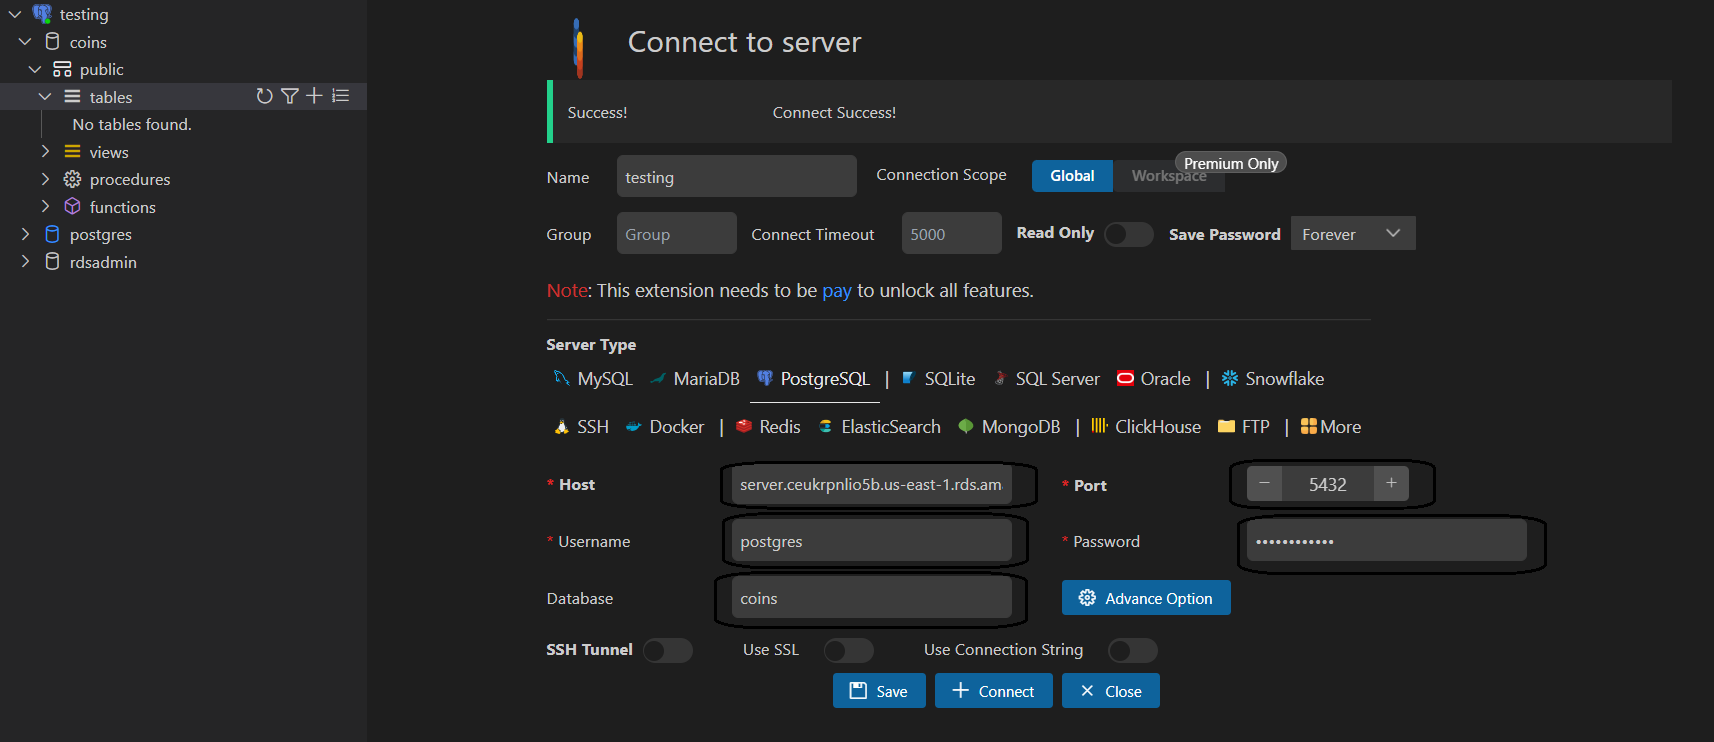 testing
coins
public
tables
No tables found.
views
procedures
functions
postgres
rdsadmin
Connect to server
Success! Connect Success!
Name testing Connection Scope Global Workspace Premium Only
Group Group Connect Timeout 5000 Read Only Save Password Forever
Note: This extension needs to be pay to unlock all features.
Server Type
MySQL MariaDB PostgreSQL | SQLite SQL Server Oracle | Snowflake
SSH Docker | Redis ElasticSearch MongoDB | ClickHouse FTP | More
* Host server.ceukrpnlio5b.us-east-1.rds.am * Port − 5432 +
* Username postgres * Password ••••••••••••
Database coins Advance Option
SSH Tunnel Use SSL Use Connection String
Save + Connect × Close